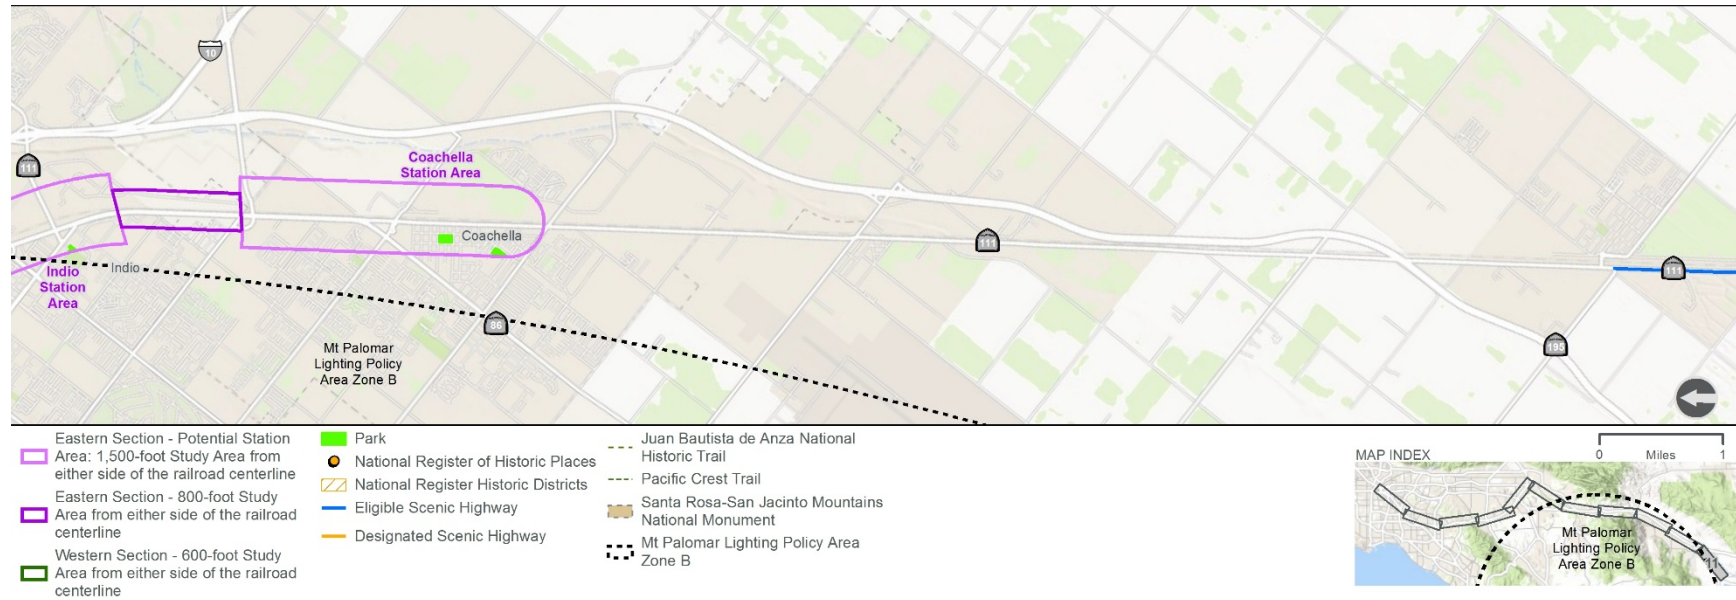 10
111
Coachella
Station Area
Coachella
Indio
Station
Area
Indio
111
111
86
195
Mt Palomar
Lighting Policy
Area Zone B
Eastern Section - Potential Station
Area: 1,500-foot Study Area from
either side of the railroad centerline
Eastern Section - 800-foot Study
Area from either side of the railroad
centerline
Western Section - 600-foot Study
Area from either side of the railroad
centerline
Park
National Register of Historic Places
National Register Historic Districts
Eligible Scenic Highway
Designated Scenic Highway
Juan Bautista de Anza National
Historic Trail
Pacific Crest Trail
Santa Rosa-San Jacinto Mountains
National Monument
Mt Palomar Lighting Policy Area
Zone B
0 Miles 1
MAP INDEX
Mt Palomar
Lighting Policy
Area Zone B
11